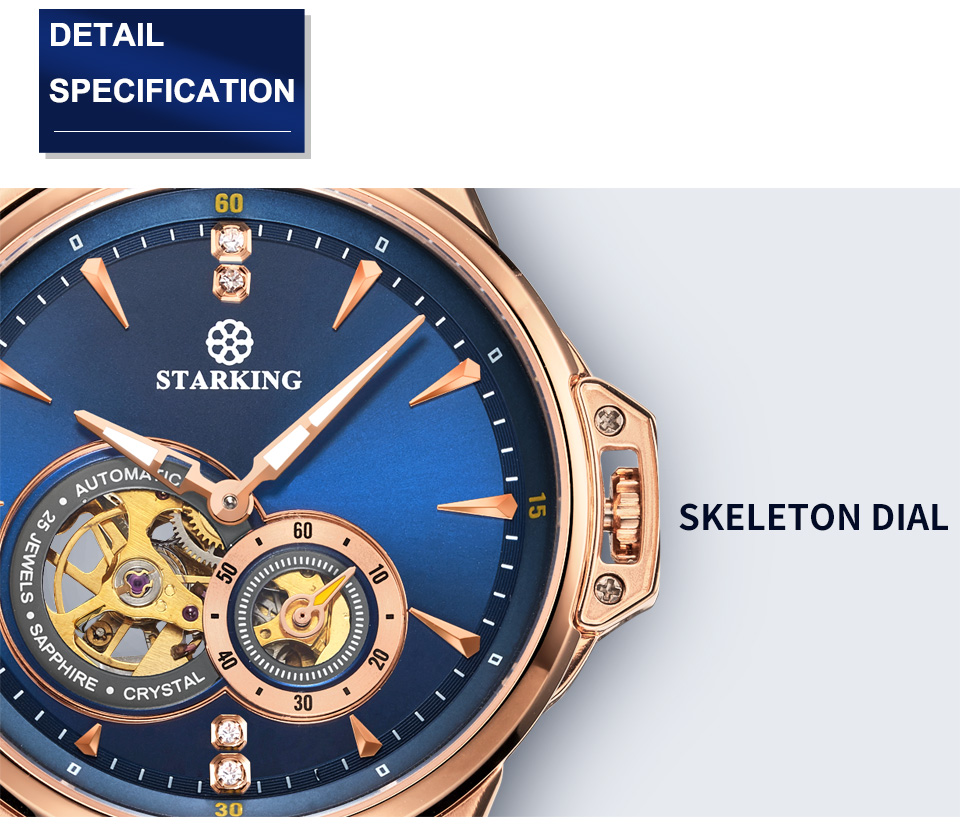 DETAIL
SPECIFICATION
60
STARKING
15
AUTOMATIC
25 JEWELS • SAPPHIRE • CRYSTAL
60
10
20
30
40
50
30
SKELETON DIAL